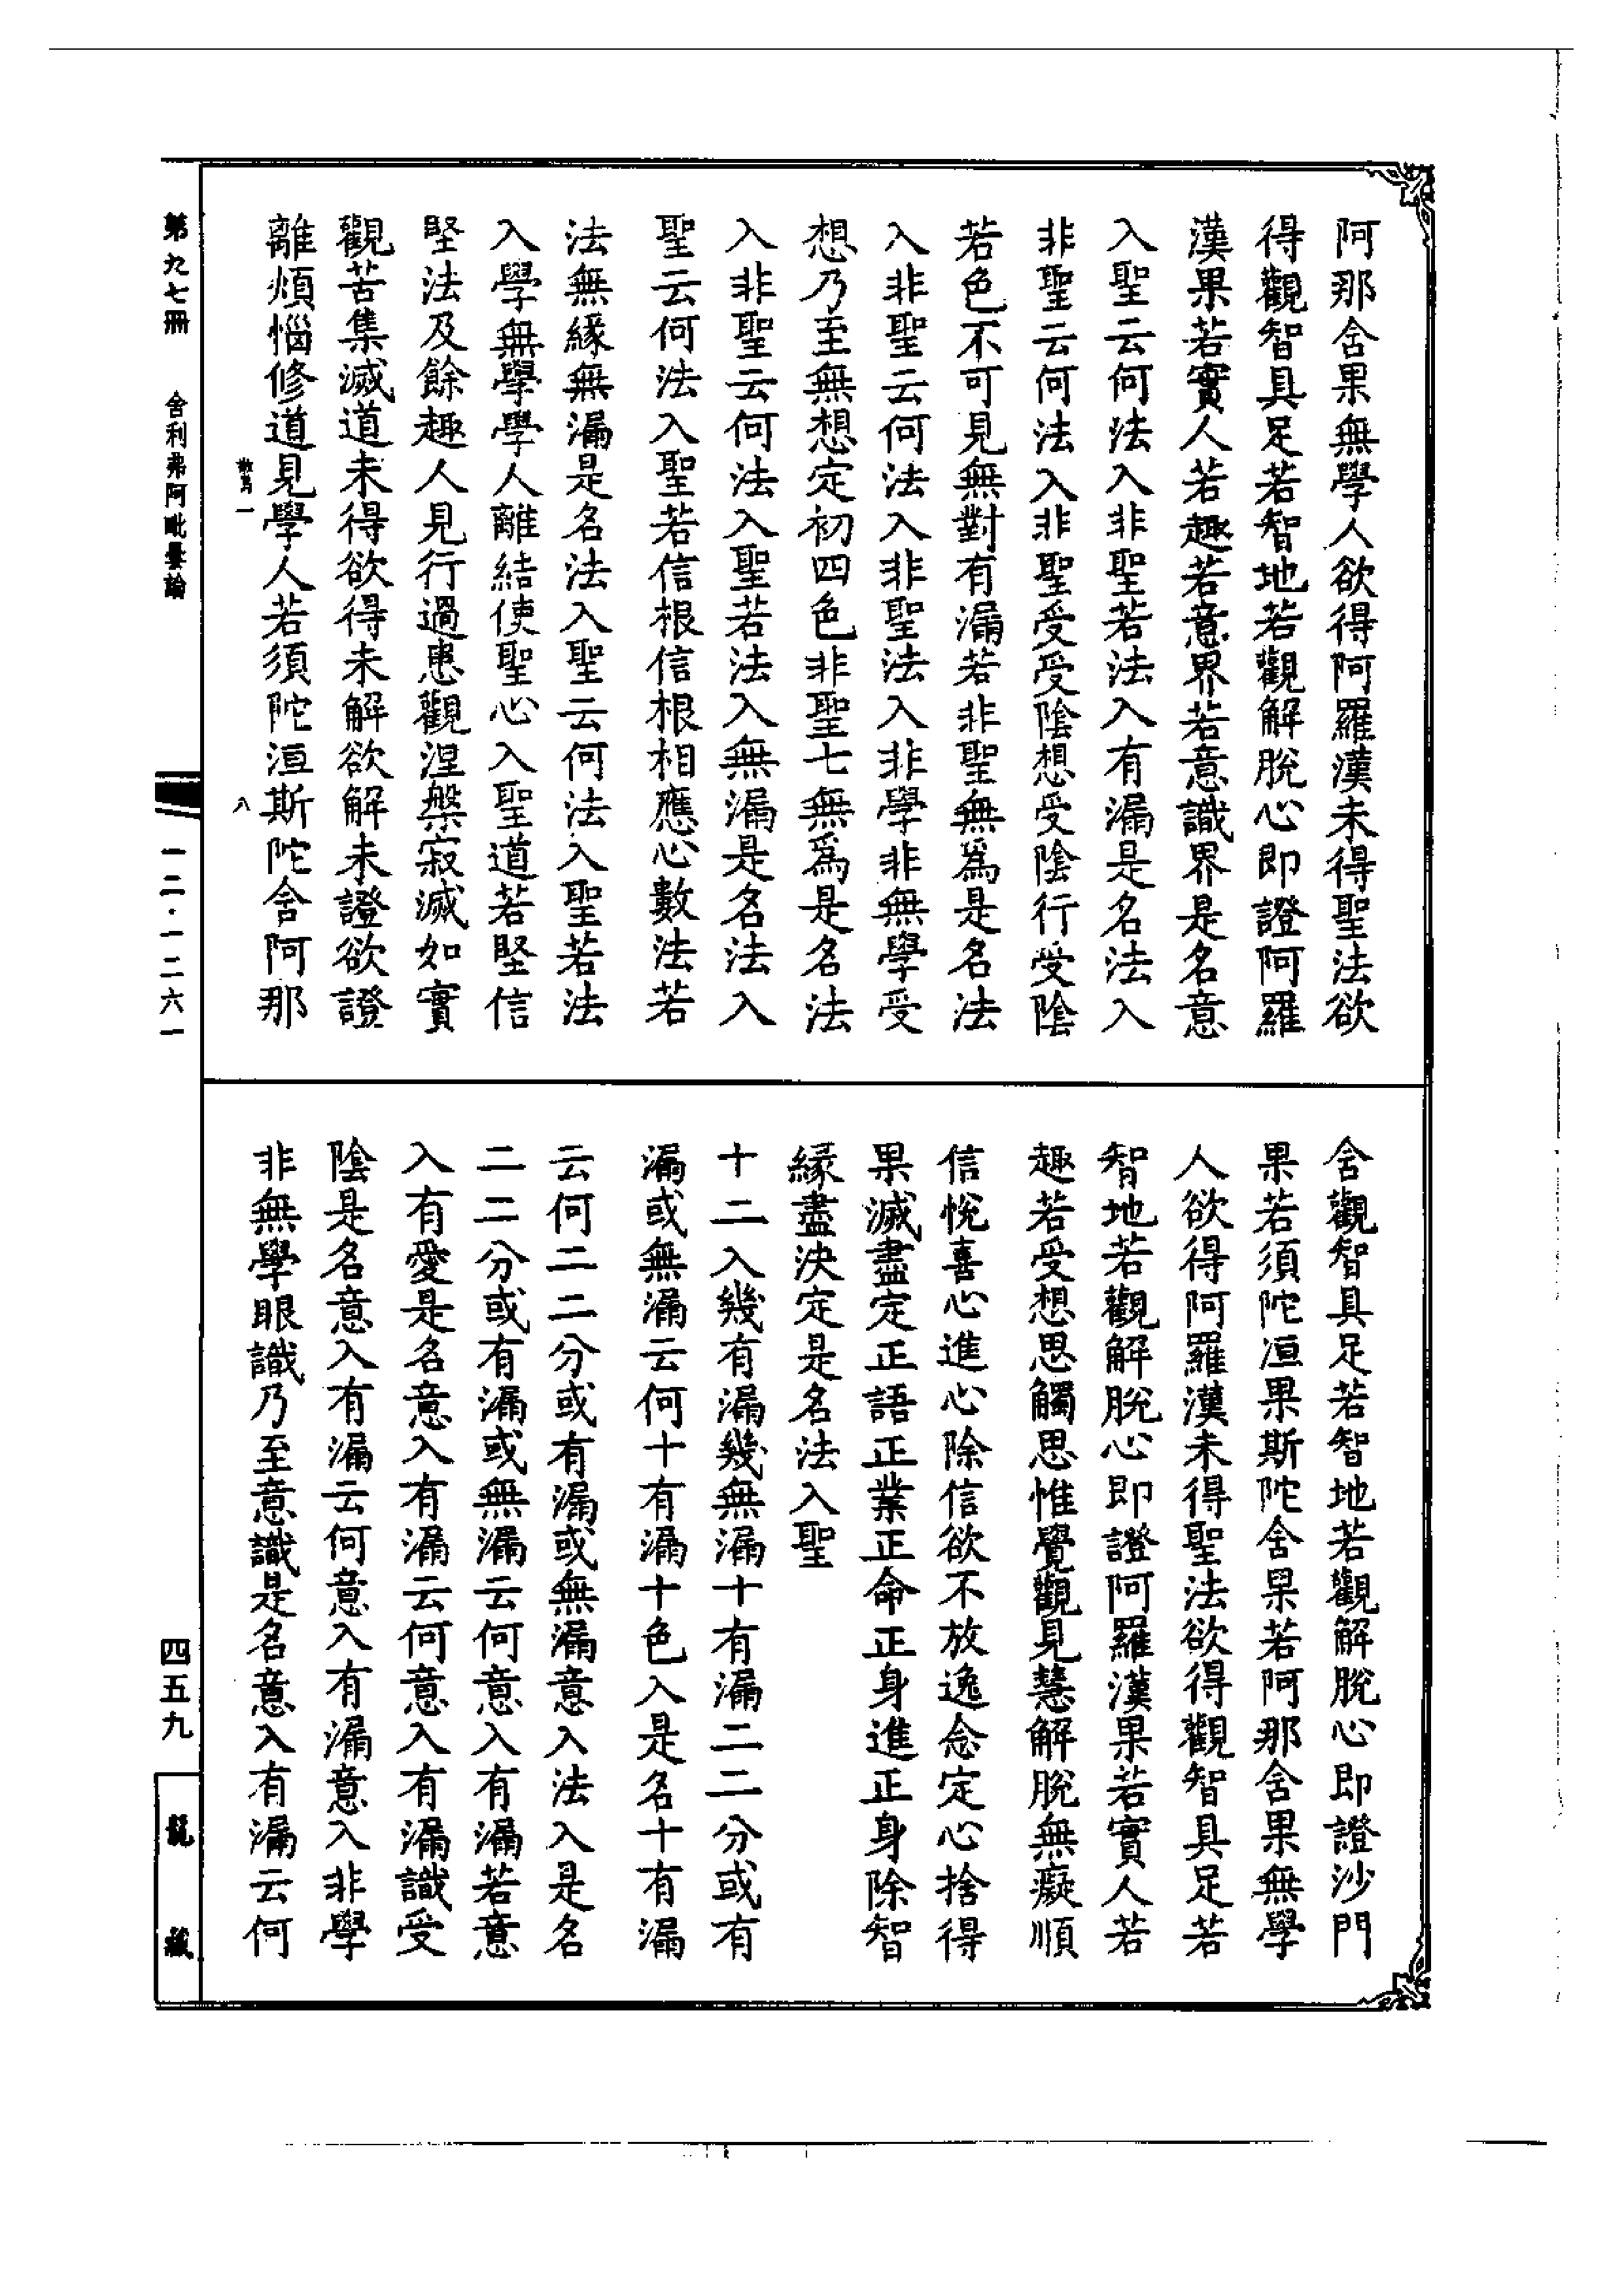 阿那舍果無學人欲得阿羅漢未得聖法欲
得觀智具足若智地若觀解脫心即證阿羅
漢果若實人若趣若意界若意識界是名意
入聖云何法入非聖若法入有漏是名法入
非聖云何法入非聖受受陰想受陰行受陰
若色不可見無對有漏若非聖無爲是名法
入非聖云何法入非聖法入非學非無學受
想乃至無想定初四色非聖七無爲是名法
入非聖云何法入聖若法入無漏是名法入
聖云何法入聖若信根信根相應心數法若
法無緣無漏是名法入聖云何法入聖若法
入學無學學人離結使聖心入聖道若堅信
堅法及餘趣人見行過患觀涅槃寂滅如實
觀苦集滅道未得欲得未解欲解未證欲證
離煩惱修道見學人若須陀洹斯陀舍阿那
舍觀智具足若智地若觀解脫心即證沙門
果若須陀洹果斯陀舍果若阿那舍果無學
人欲得阿羅漢未得聖法欲得觀智具足若
智地若觀解脫心即證阿羅漢果若實人若
趣若受想思觸思惟覺觀見慧解脫無癡順
信悅喜心進心除信欲不放逸念定心捨得
果滅盡定正語正業正命正身進正身除智
緣盡決定是名法入聖
十二入幾有漏幾無漏十有漏二二分或有
漏或無漏云何十有漏十色入是名十有漏
云何二二分或有漏或無漏意入法入是名
二二分或有漏或無漏云何意入有漏若意
入有愛是名意入有漏云何意入有漏識受
陰是名意入有漏云何意入有漏意入非學
非無學眼識乃至意識是名意入有漏云何
第九七冊
舍利弗阿毗曇論
一二·一二六一
四五九
龍藏
八